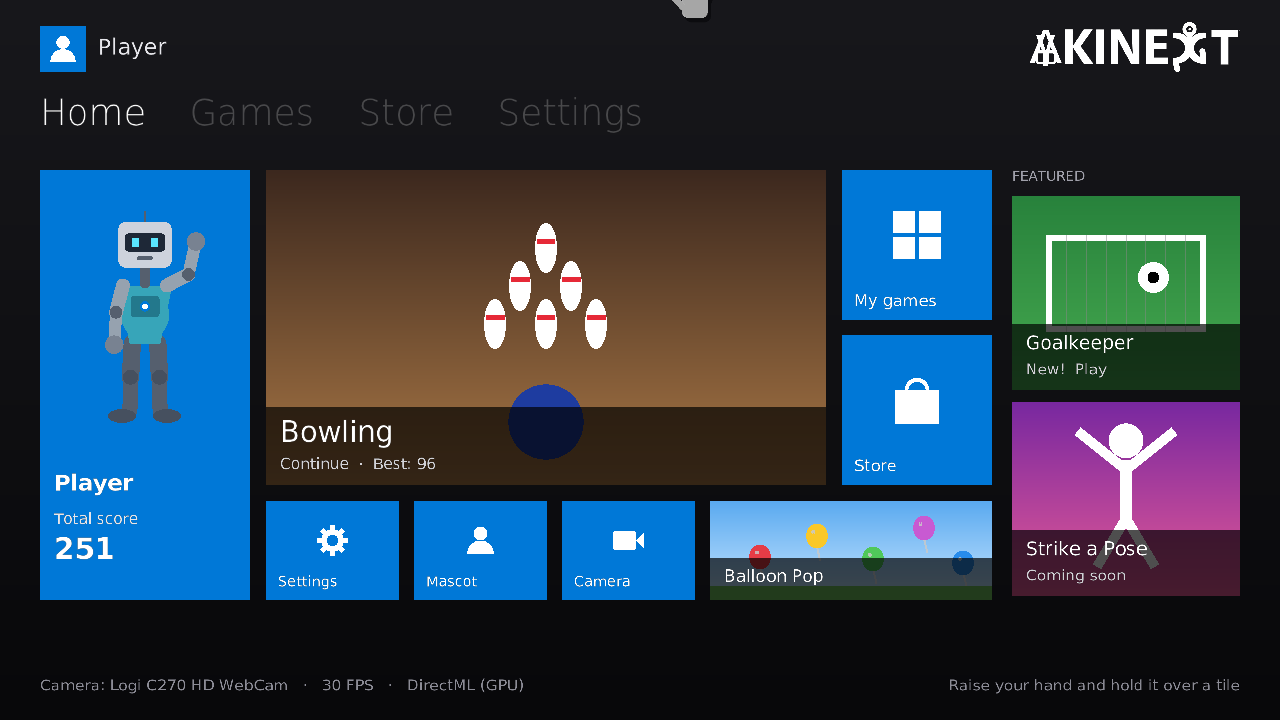 Player
AKINEXT
Home Games Store Settings
Player
Total score
251
Bowling
Continue · Best: 96
My games
Store
Settings
Mascot
Camera
Balloon Pop
FEATURED
Goalkeeper
New! Play
Strike a Pose
Coming soon
Camera: Logi C270 HD WebCam · 30 FPS · DirectML (GPU)
Raise your hand and hold it over a tile